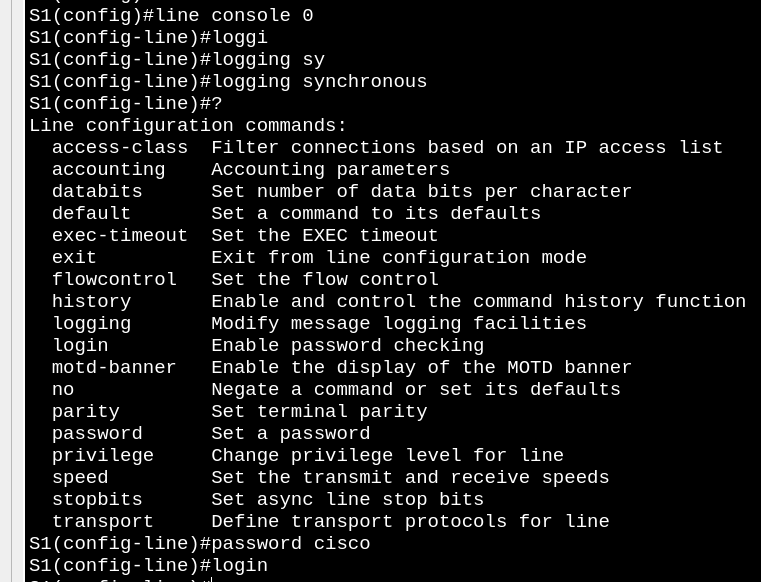 S1(config)#line console 0
S1(config-line)#loggi
S1(config-line)#logging sy
S1(config-line)#logging synchronous
S1(config-line)#?
Line configuration commands:
  access-class  Filter connections based on an IP access list
  accounting    Accounting parameters
  databits      Set number of data bits per character
  default       Set a command to its defaults
  exec-timeout  Set the EXEC timeout
  exit          Exit from line configuration mode
  flowcontrol   Set the flow control
  history       Enable and control the command history function
  logging       Modify message logging facilities
  login         Enable password checking
  motd-banner   Enable the display of the MOTD banner
  no            Negate a command or set its defaults
  parity        Set terminal parity
  password      Set a password
  privilege     Change privilege level for line
  speed         Set the transmit and receive speeds
  stopbits      Set async line stop bits
  transport     Define transport protocols for line
S1(config-line)#password cisco
S1(config-line)#login